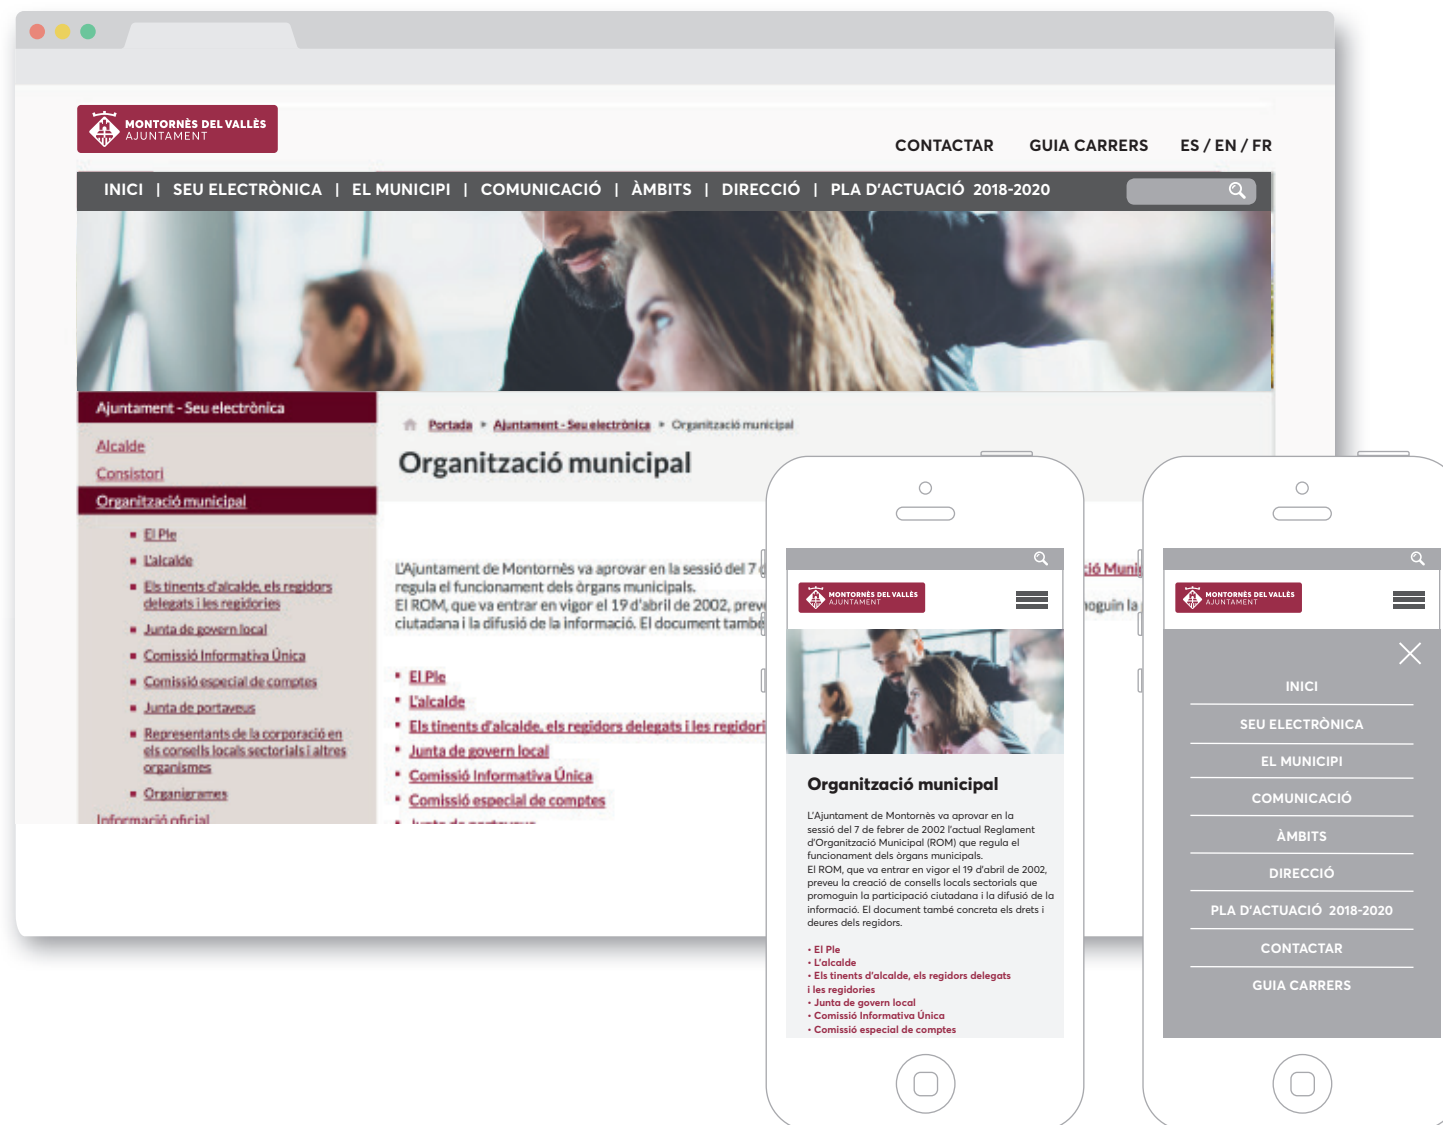 MONTORNÈS DEL VALLÈS
AJUNTAMENT
CONTACTAR GUIA CARRERS ES / EN / FR
INICI | SEU ELECTRÒNICA | EL MUNICIPI | COMUNICACIÓ | ÀMBITS | DIRECCIÓ | PLA D'ACTUACIÓ 2018-2020
Ajuntament - Seu electrònica
Alcalde
Consistori
Organització municipal
El Ple
L'alcalde
Els tinents d'alcalde, els regidors
delegats i les regidories
Junta de govern local
Comissió Informativa Única
Comissió especial de comptes
Junta de portaveus
Representants de la corporació en
els consells locals sectorials i altres
organismes
Organigrames
Informació oficial
Portada Ajuntament - Seu electrònica Organització municipal
Organització municipal
L'Ajuntament de Montornès va aprovar en la sessió del 7
ció Muni
regula el funcionament dels òrgans municipals.
El ROM, que va entrar en vigor el 19 d'abril de 2002, prev
noguin la
ciutadana i la difusió de la informació. El document també
El Ple
L'alcalde
Els tinents d'alcalde, els regidors delegats i les regidori
Junta de govern local
Comissió Informativa Única
Comissió especial de comptes
Junta de portaveus
MONTORNÈS DEL VALLÈS
AJUNTAMENT
Organització municipal
L'Ajuntament de Montornès va aprovar en la
sessió del 7 de febrer de 2002 l'actual Reglament
d'Organització Municipal (ROM) que regula el
funcionament dels òrgans municipals.
El ROM, que va entrar en vigor el 19 d'abril de 2002,
preveu la creació de consells locals sectorials que
promoguin la participació ciutadana i la difusió de la
informació. El document també concreta els drets i
deures dels regidors.
• El Ple
• L'alcalde
• Els tinents d'alcalde, els regidors delegats
i les regidories
• Junta de govern local
• Comissió Informativa Única
• Comissió especial de comptes
MONTORNÈS DEL VALLÈS
AJUNTAMENT
INICI
SEU ELECTRÒNICA
EL MUNICIPI
COMUNICACIÓ
ÀMBITS
DIRECCIÓ
PLA D'ACTUACIÓ 2018-2020
CONTACTAR
GUIA CARRERS